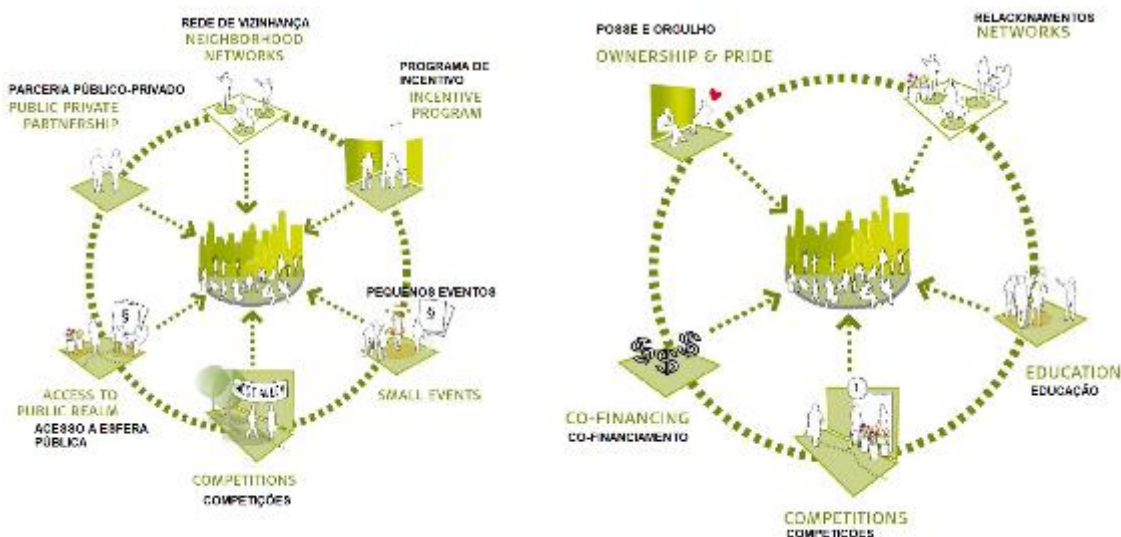 REDE DE VIZINHANÇA
NEIGHBORHOOD
NETWORKS
PROGRAMA DE
INCENTIVO
INCENTIVE
PROGRAM
PARCERIA PÚBLICO-PRIVADO
PUBLIC PRIVATE
PARTNERSHIP
PEQUENOS EVENTOS
§
§
SMALL EVENTS
ACCESS TO
PUBLIC REALM
ACESSO A ESFERA
PÚBLICA
COMPETITIONS
COMPETIÇÕES
POSSE E ORGULHO
OWNERSHIP & PRIDE
RELACIONAMENTOS
NETWORKS
EDUCATION
EDUCAÇÃO
$$$
CO-FINANCING
CO-FINANCIAMENTO
1
COMPETITIONS
COMPETICÕES